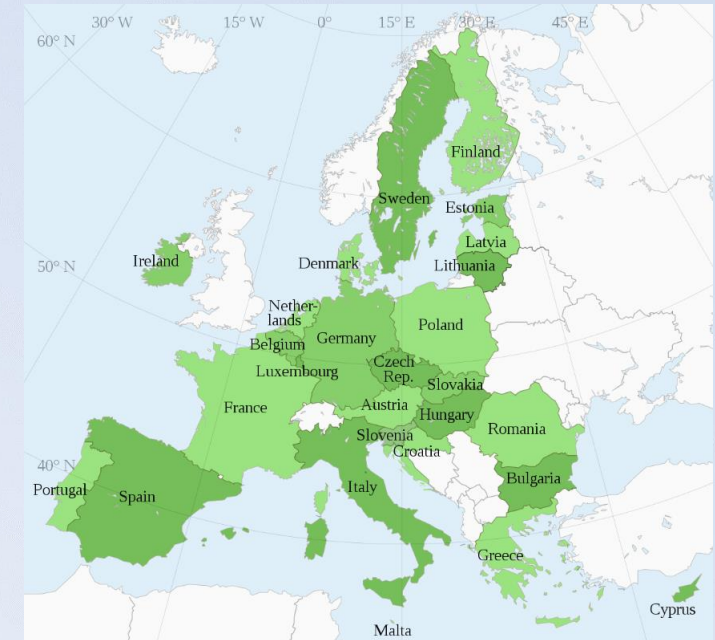 30° W 15° W 0° 15° E 30° E 45° E
60° N
Finland
Sweden
Estonia
Latvia
Ireland
Denmark
Lithuania
50° N
Nether-
lands
Poland
Germany
Belgium
Czech
Rep.
Luxembourg
Slovakia
France
Austria
Hungary
Romania
Slovenia
Croatia
40° N
Bulgaria
Portugal
Spain
Italy
Greece
Cyprus
Malta